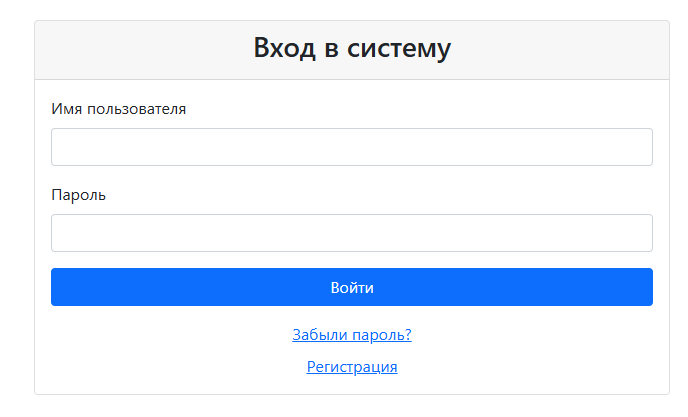 Вход в систему
Имя пользователя
Пароль
Войти
Забыли пароль?
Регистрация